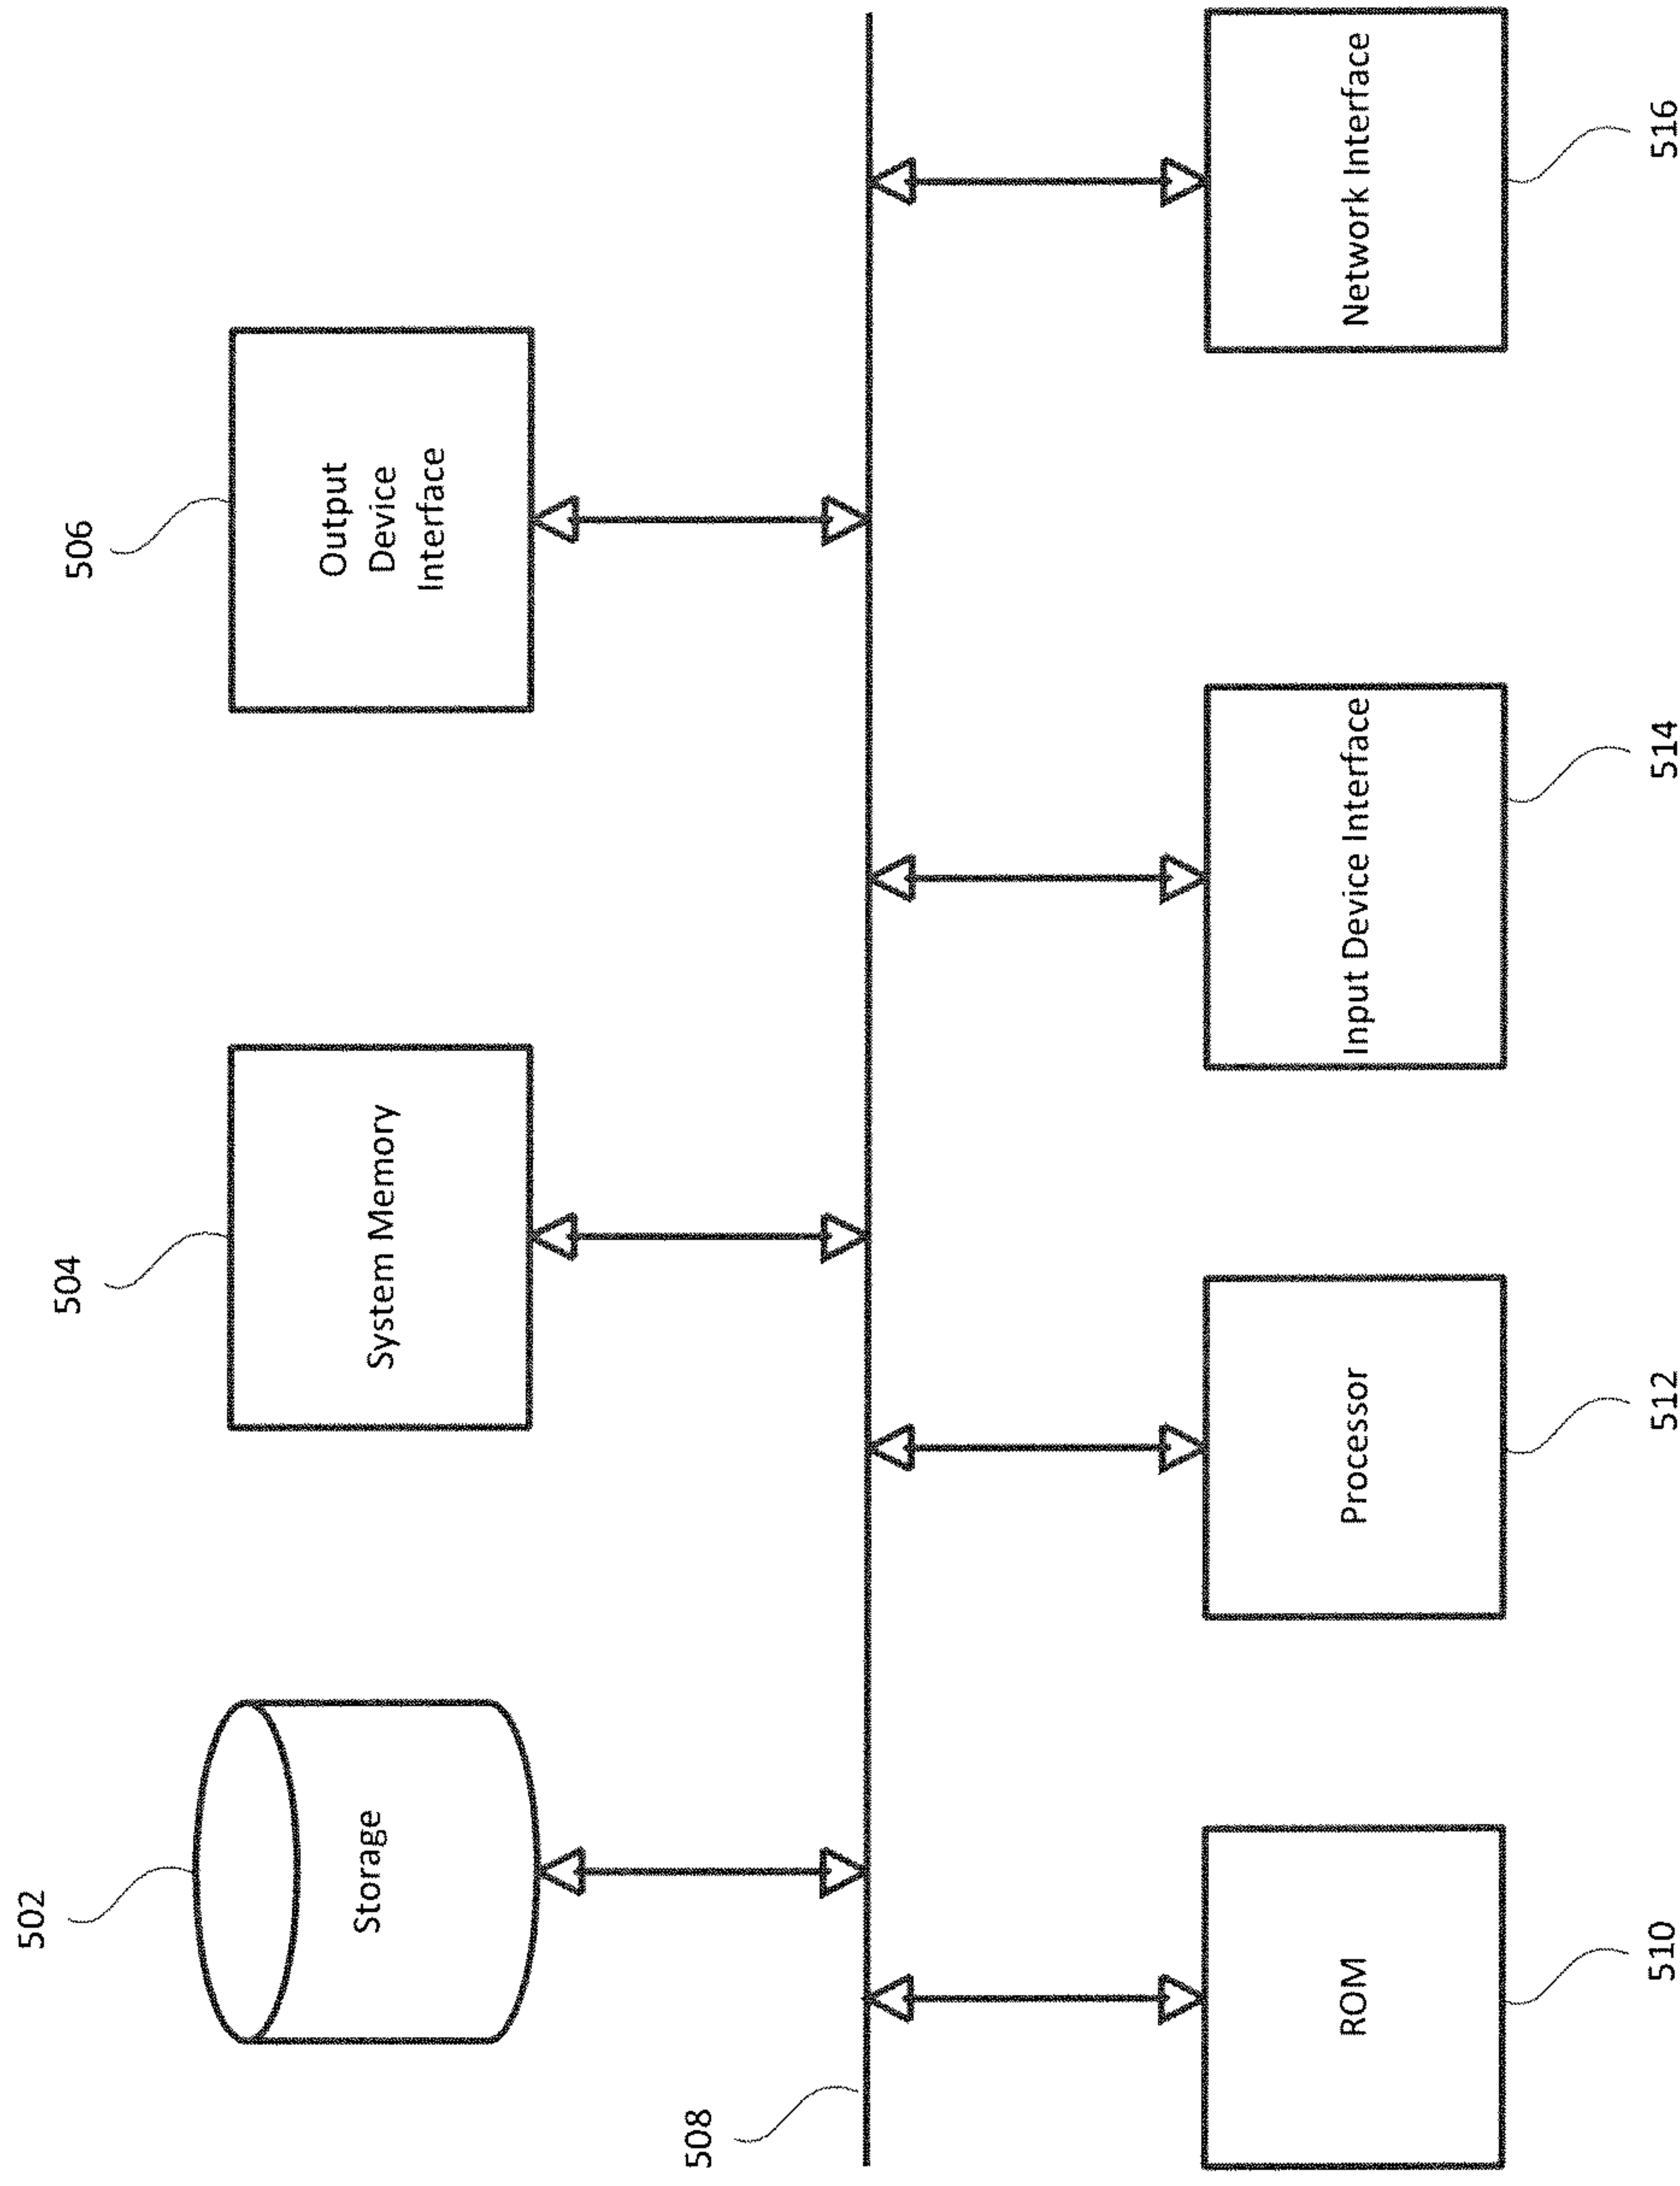 502
504
506
Storage
System Memory
Output
Device
Interface
508
ROM
Processor
Input Device Interface
Network Interface
510
512
514
516